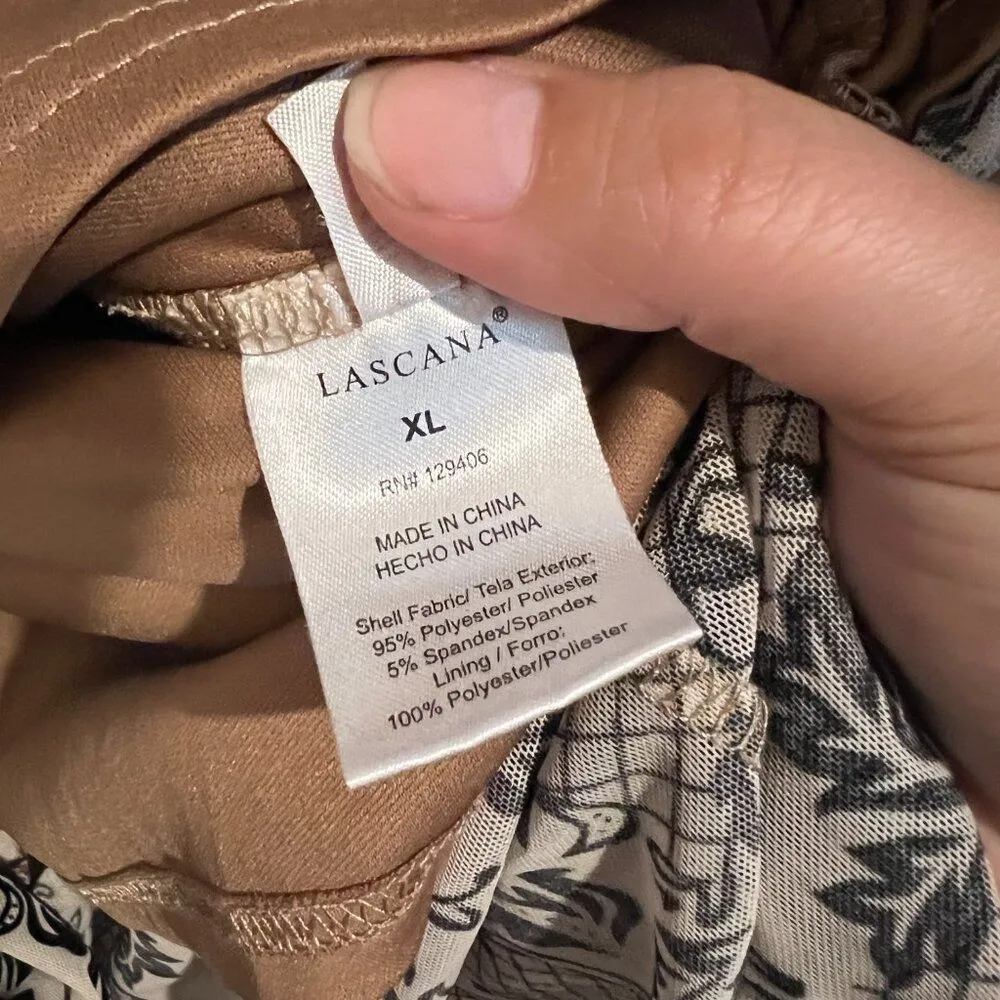 LASCANA®
XL
RN# 129406
MADE IN CHINA
HECHO IN CHINA
Shell Fabric/ Tela Exterior:
95% Polyester/ Poliester
5% Spandex/Spandex
Lining / Forro:
100% Polyester/Poliester